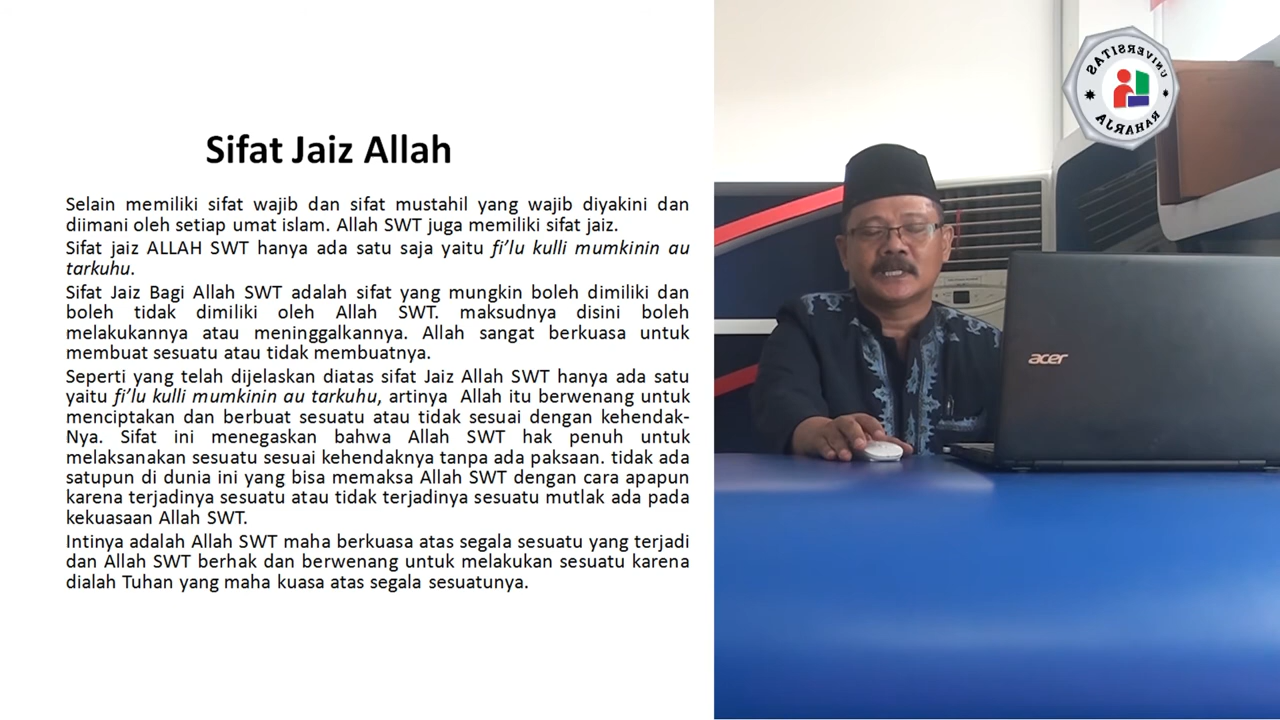 Sifat Jaiz Allah
Selain memiliki sifat wajib dan sifat mustahil yang wajib diyakini dan
diimani oleh setiap umat islam. Allah SWT juga memiliki sifat jaiz.
Sifat jaiz ALLAH SWT hanya ada satu saja yaitu fi’lu kulli mumkinin au
tarkuhu.
Sifat Jaiz Bagi Allah SWT adalah sifat yang mungkin boleh dimiliki dan
boleh tidak dimiliki oleh Allah SWT. maksudnya disini boleh
melakukannya atau meninggalkannya. Allah sangat berkuasa untuk
membuat sesuatu atau tidak membuatnya.
Seperti yang telah dijelaskan diatas sifat Jaiz Allah SWT hanya ada satu
yaitu fi’lu kulli mumkinin au tarkuhu, artinya Allah itu berwenang untuk
menciptakan dan berbuat sesuatu atau tidak sesuai dengan kehendak-
Nya. Sifat ini menegaskan bahwa Allah SWT hak penuh untuk
melaksanakan sesuatu sesuai kehendaknya tanpa ada paksaan. tidak ada
satupun di dunia ini yang bisa memaksa Allah SWT dengan cara apapun
karena terjadinya sesuatu atau tidak terjadinya sesuatu mutlak ada pada
kekuasaan Allah SWT.
Intinya adalah Allah SWT maha berkuasa atas segala sesuatu yang terjadi
dan Allah SWT berhak dan berwenang untuk melakukan sesuatu karena
dialah Tuhan yang maha kuasa atas segala sesuatunya.
UNIVERSITAS
RAHARJA
acer